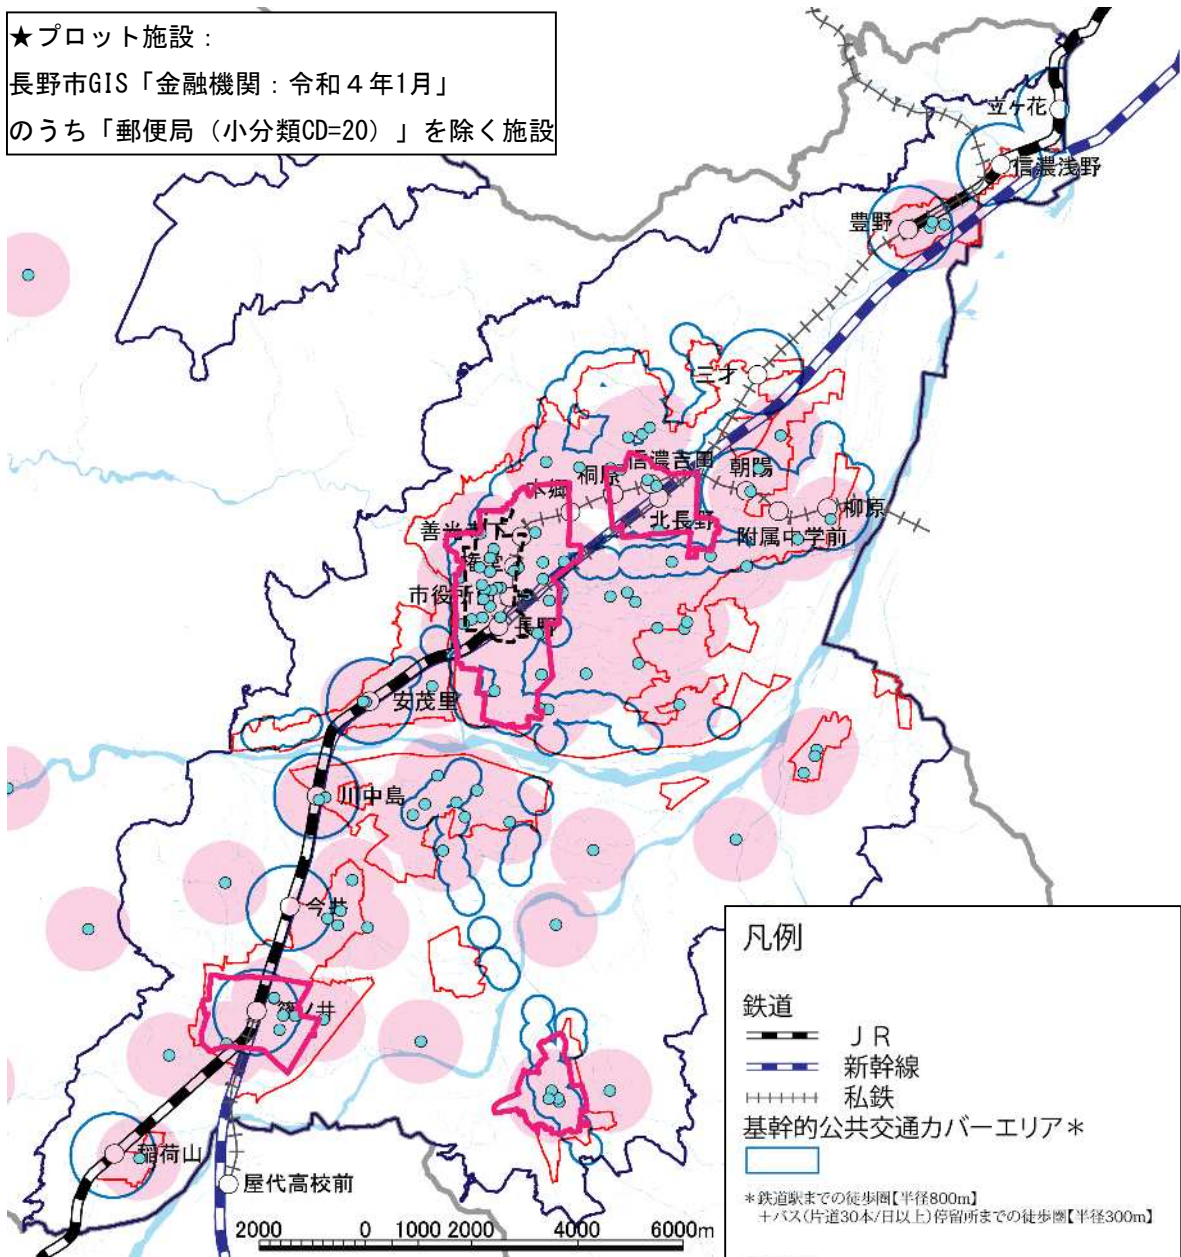 ★プロット施設：
長野市GIS「金融機関：令和４年1月」
のうち「郵便局（小分類CD=20）」を除く施設
立ケ花
信濃浅野
豊野
三才
信濃吉田
朝陽
桐原
本郷
柳原
北長野
附属中学前
善光寺下
権堂
市役所前
長野
安茂里
川中島
今井
篠ノ井
稲荷山
屋代高校前
2000 0 1000 2000 4000 6000m
凡例
鉄道
ＪＲ
新幹線
私鉄
基幹的公共交通カバーエリア＊
＊鉄道駅までの徒歩圏【半径800m】
＋バス（片道30本/日以上）停留所までの徒歩圏【半径300m】